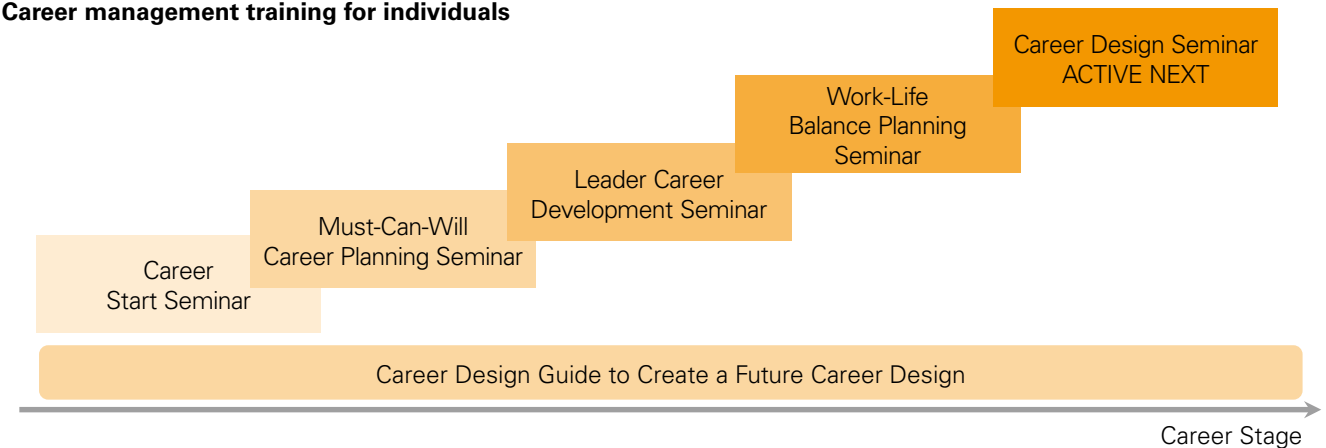 Career management training for individuals
Career Design Seminar
ACTIVE NEXT
Work-Life
Balance Planning
Seminar
Leader Career
Development Seminar
Must-Can-Will
Career Planning Seminar
Career
Start Seminar
Career Design Guide to Create a Future Career Design
Career Stage